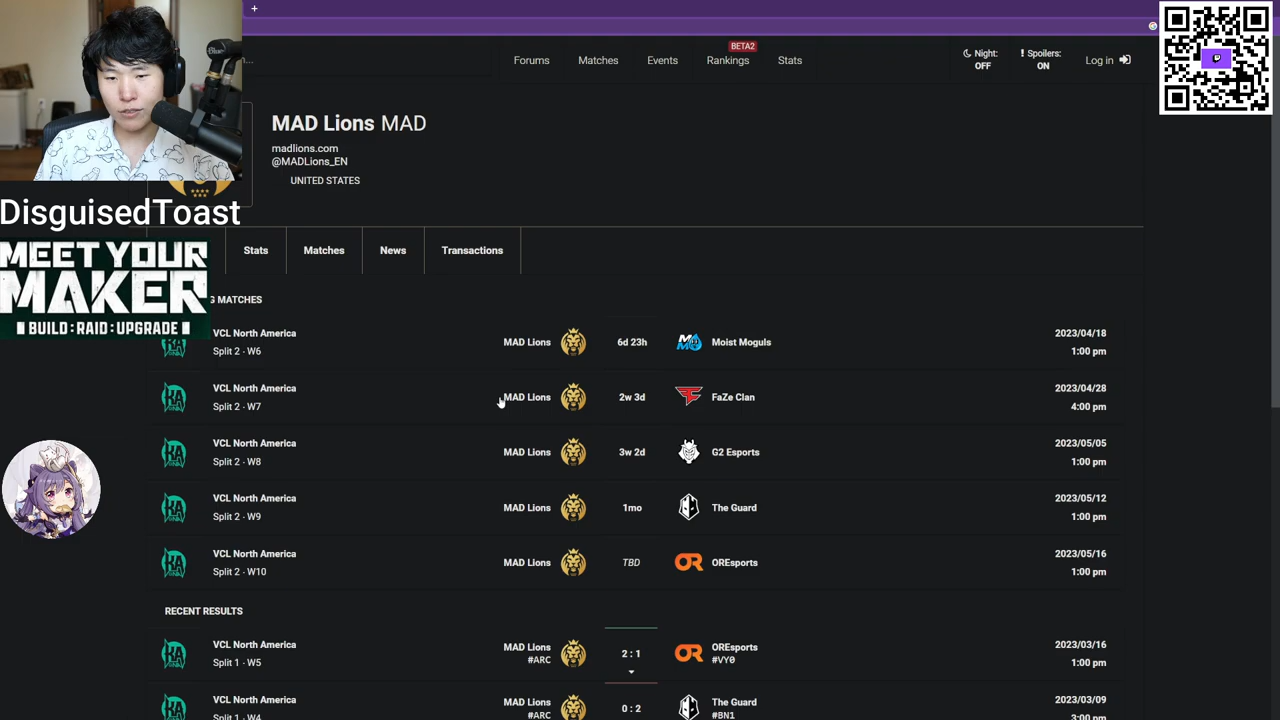 +
Forums
Matches
Events
BETA2
Rankings
Stats
Night:
OFF
Spoilers:
ON
Log in
MAD Lions MAD
madlions.com
@MADLions_EN
UNITED STATES
DisguisedToast
MEET YOUR
MAKER
BUILD:RAID:UPGRADE
Stats
Matches
News
Transactions
G MATCHES
VCL North America
Split 2 - W6
MAD Lions
6d 23h
Moist Moguls
2023/04/18
1:00 pm
VCL North America
Split 2 - W7
MAD Lions
2w 3d
FaZe Clan
2023/04/28
4:00 pm
VCL North America
Split 2 - W8
MAD Lions
3w 2d
G2 Esports
2023/05/05
1:00 pm
VCL North America
Split 2 - W9
MAD Lions
1mo
The Guard
2023/05/12
1:00 pm
VCL North America
Split 2 - W10
MAD Lions
TBD
OREsports
2023/05/16
1:00 pm
RECENT RESULTS
VCL North America
Split 1 - W5
MAD Lions
#ARC
2 : 1
OREsports
#VY0
2023/03/16
1:00 pm
VCL North America
Split 1 - W4
MAD Lions
#ARC
0 : 2
The Guard
#BN1
2023/03/09
3:00 pm